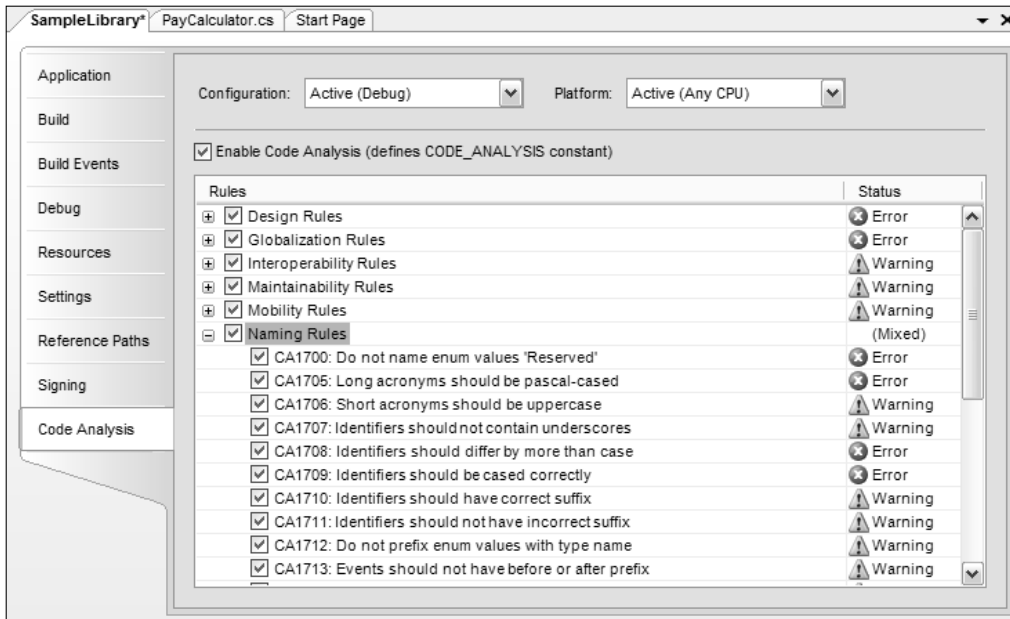 SampleLibrary* PayCalculator.cs Start Page
Application
Build
Build Events
Debug
Resources
Settings
Reference Paths
Signing
Code Analysis
Configuration: Active (Debug) Platform: Active (Any CPU)
Enable Code Analysis (defines CODE_ANALYSIS constant)
Rules Status
Design Rules Error
Globalization Rules Error
Interoperability Rules Warning
Maintainability Rules Warning
Mobility Rules Warning
Naming Rules (Mixed)
CA1700: Do not name enum values 'Reserved' Error
CA1705: Long acronyms should be pascal-cased Error
CA1706: Short acronyms should be uppercase Warning
CA1707: Identifiers should not contain underscores Warning
CA1708: Identifiers should differ by more than case Error
CA1709: Identifiers should be cased correctly Error
CA1710: Identifiers should have correct suffix Warning
CA1711: Identifiers should not have incorrect suffix Warning
CA1712: Do not prefix enum values with type name Warning
CA1713: Events should not have before or after prefix Warning